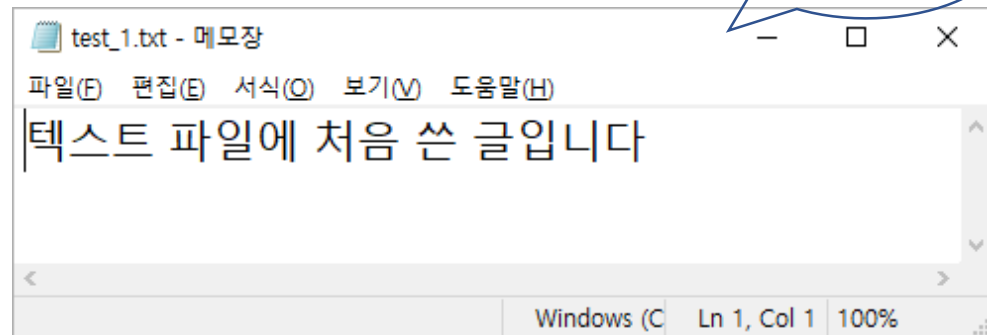 test_1.txt - 메모장
파일(F) 편집(E) 서식(O) 보기(V) 도움말(H)
텍스트 파일에 처음 쓴 글입니다
Windows (C Ln 1, Col 1 100%